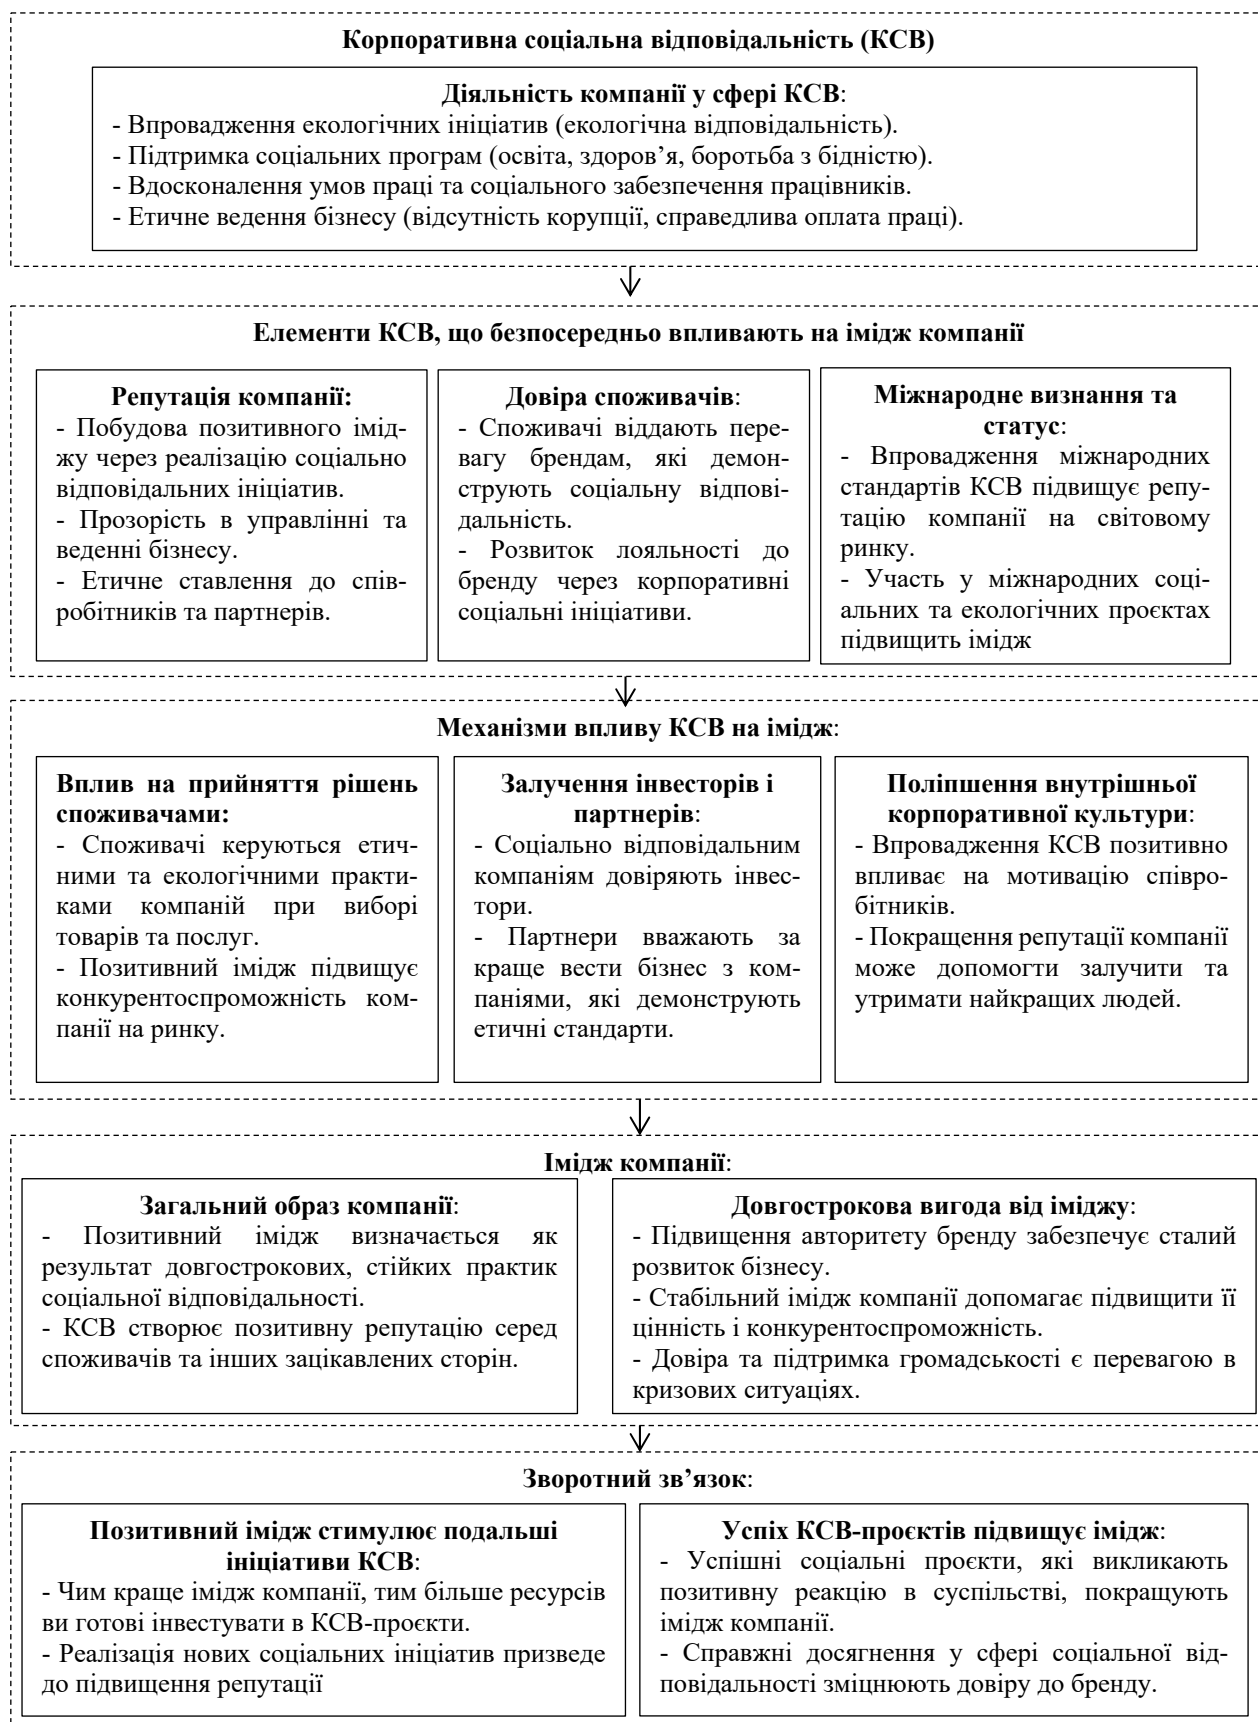 Корпоративна соціальна відповідальність (КСВ)
Діяльність компанії у сфері КСВ:
- Впровадження екологічних ініціатив (екологічна відповідальність).
- Підтримка соціальних програм (освіта, здоров’я, боротьба з бідністю).
- Вдосконалення умов праці та соціального забезпечення працівників.
- Етичне ведення бізнесу (відсутність корупції, справедлива оплата праці).
Елементи КСВ, що безпосередньо впливають на імідж компанії
Репутація компанії:
- Побудова позитивного імід-
жу через реалізацію соціально
відповідальних ініціатив.
- Прозорість в управлінні та
веденні бізнесу.
- Етичне ставлення до спів-
робітників та партнерів.
Довіра споживачів:
- Споживачі віддають пере-
вагу брендам, які демон-
струють соціальну відпові-
дальність.
- Розвиток лояльності до
бренду через корпоративні
соціальні ініціативи.
Міжнародне визнання та
статус:
- Впровадження міжнародних
стандартів КСВ підвищує репу-
тацію компанії на світовому
ринку.
- Участь у міжнародних соці-
альних та екологічних проєктах
підвищить імідж
Механізми впливу КСВ на імідж:
Вплив на прийняття рішень
споживачами:
- Споживачі керуються етич-
ними та екологічними практи-
ками компаній при виборі
товарів та послуг.
- Позитивний імідж підвищує
конкурентоспроможність ком-
панії на ринку.
Залучення інвесторів і
партнерів:
- Соціально відповідальним
компаніям довіряють інвес-
тори.
- Партнери вважають за
краще вести бізнес з ком-
паніями, які демонструють
етичні стандарти.
Поліпшення внутрішньої
корпоративної культури:
- Впровадження КСВ позитивно
впливає на мотивацію співро-
бітників.
- Покращення репутації компанії
може допомогти залучити та
утримати найкращих людей.
Імідж компанії:
Загальний образ компанії:
- Позитивний імідж визначається як
результат довгострокових, стійких практик
соціальної відповідальності.
- КСВ створює позитивну репутацію серед
споживачів та інших зацікавлених сторін.
Довгострокова вигода від іміджу:
- Підвищення авторитету бренду забезпечує сталий
розвиток бізнесу.
- Стабільний імідж компанії допомагає підвищити її
цінність і конкурентоспроможність.
- Довіра та підтримка громадськості є перевагою в
кризових ситуаціях.
Зворотний зв’язок:
Позитивний імідж стимулює подальші
ініціативи КСВ:
- Чим краще імідж компанії, тим більше ресурсів
ви готові інвестувати в КСВ-проєкти.
- Реалізація нових соціальних ініціатив призведе
до підвищення репутації
Успіх КСВ-проєктів підвищує імідж:
- Успішні соціальні проєкти, які викликають
позитивну реакцію в суспільстві, покращують
імідж компанії.
- Справжні досягнення у сфері соціальної від-
повідальності зміцнюють довіру до бренду.